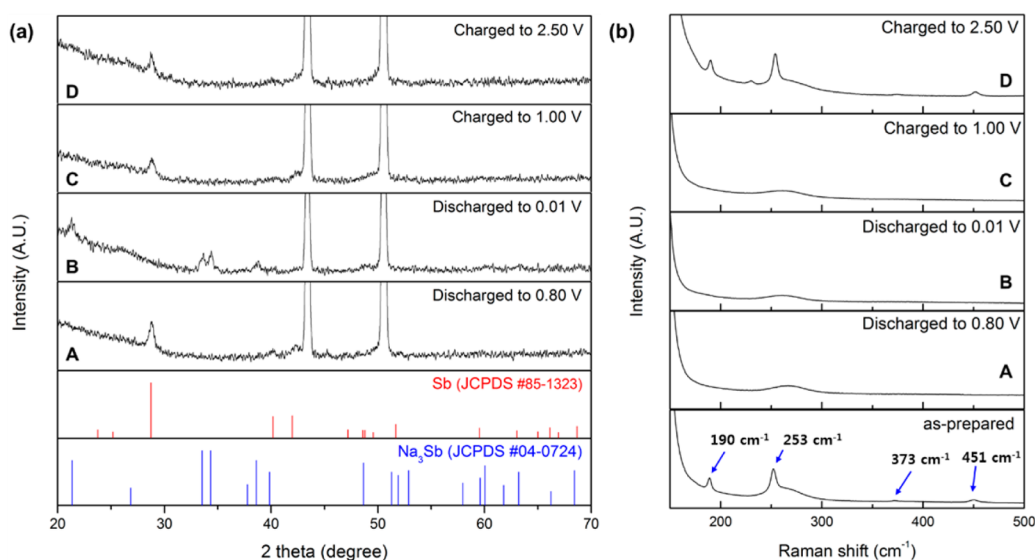 (a)
Charged to 2.50 V
D
Charged to 1.00 V
C
Discharged to 0.01 V
B
Discharged to 0.80 V
A
Sb (JCPDS #85-1323)
Na₃Sb (JCPDS #04-0724)
20 30 40 50 60 70
2 theta (degree)
Intensity (A.U.)
(b)
Charged to 2.50 V
D
Charged to 1.00 V
C
Discharged to 0.01 V
B
Discharged to 0.80 V
A
as-prepared
190 cm⁻¹ 253 cm⁻¹ 373 cm⁻¹ 451 cm⁻¹
200 300 400 500
Raman shift (cm⁻¹)
Intensity (A.U.)